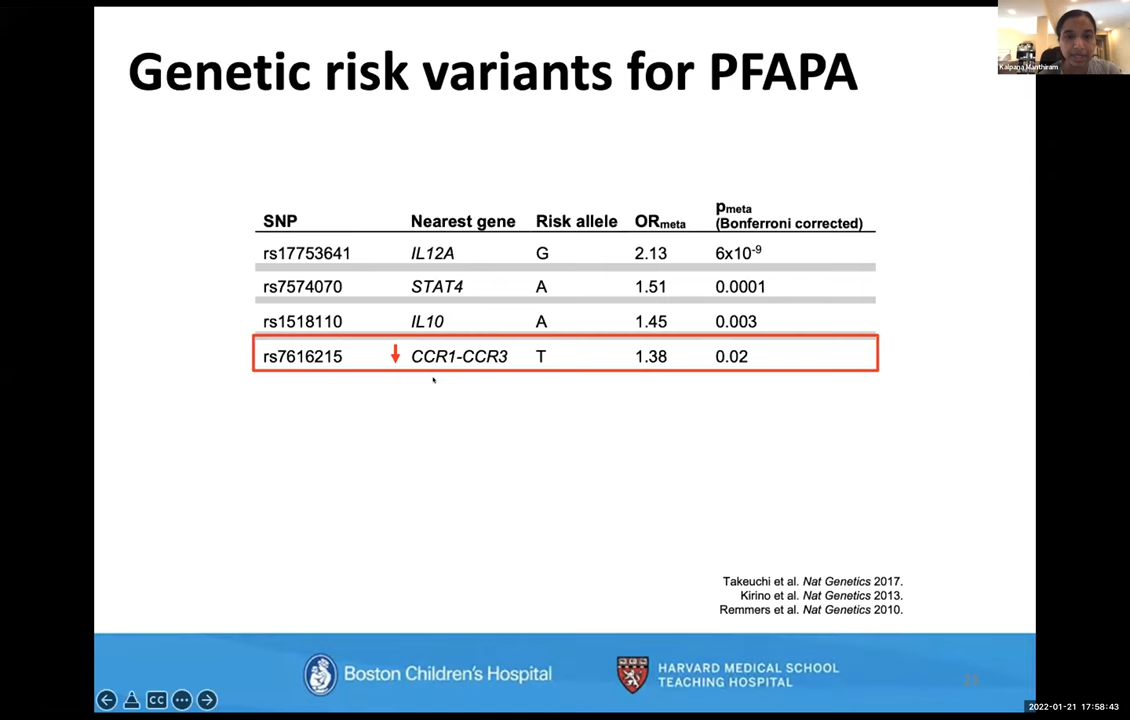 Genetic risk variants for PFAPA
Kalpana Manthiram
SNP Nearest gene Risk allele ORmeta pmeta (Bonferroni corrected)
rs17753641 IL12A G 2.13 6x10-9
rs7574070 STAT4 A 1.51 0.0001
rs1518110 IL10 A 1.45 0.003
rs7616215 CCR1-CCR3 T 1.38 0.02
Takeuchi et al. Nat Genetics 2017.
Kirino et al. Nat Genetics 2013.
Remmers et al. Nat Genetics 2010.
Boston Children's Hospital
HARVARD MEDICAL SCHOOL
TEACHING HOSPITAL
CC
2022-01-21 17:58:43